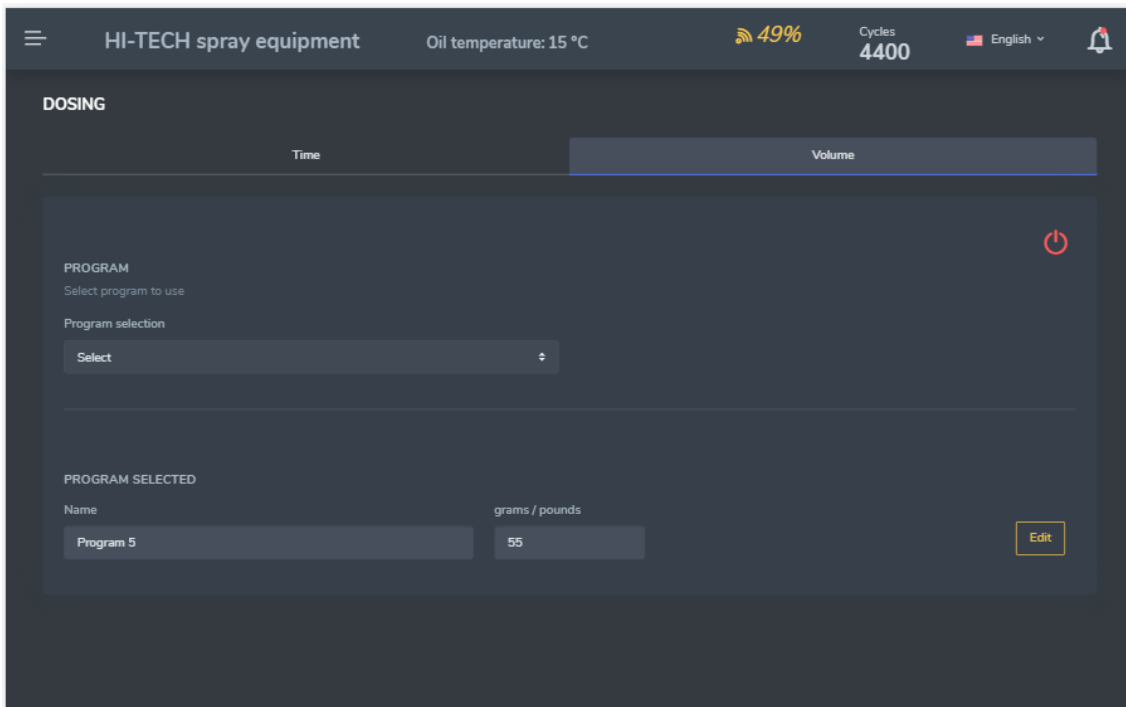 HI-TECH spray equipment
Oil temperature: 15 °C
49%
Cycles
4400
English
DOSING
Time
Volume
PROGRAM
Select program to use
Program selection
Select
PROGRAM SELECTED
Name
grams / pounds
Program 5
55
Edit